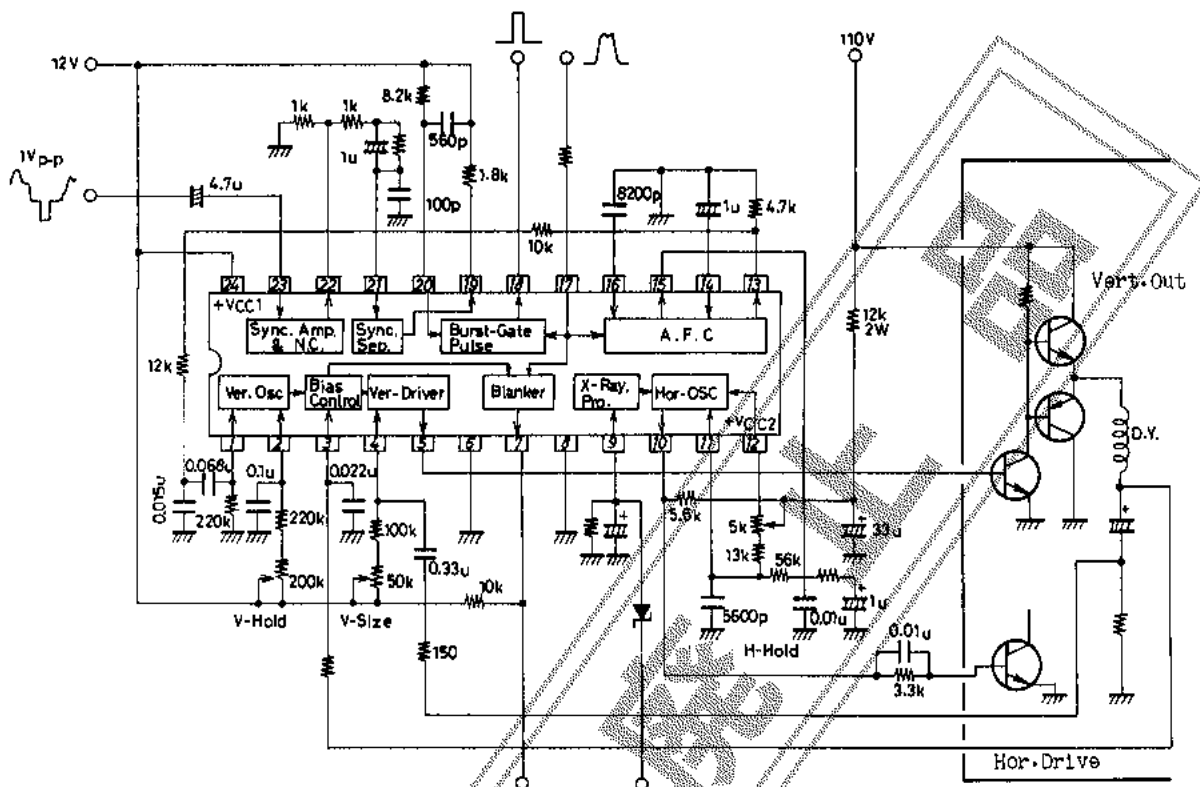 12V
110V
8.2k
560p
1k
1k
1u
100p
1.8k
1Vp-p
4.7u
8200p
1u
4.7k
10k
24
23
22
21
20
19
18
17
16
15
14
13
+VCC1
Sync. Amp. & N.C.
Sync. Sep.
Burst-Gate Pulse
A.F.C
12k
2W
Vert.Out
12k
Ver. Osc
Bias Control
Ver-Driver
Blanker
X-Ray. Pro.
Hor-OSC
+VCC2
1
2
3
4
5
6
7
8
9
10
11
12
D.Y.
0.068u
0.1u
0.022u
0.015u
220k
220k
100k
0.33u
5.6k
5k
33u
13k
56k
200k
50k
10k
5600p
0.01u
1u
V-Hold
V-Size
H-Hold
150
0.01u
3.3k
Hor.Drive